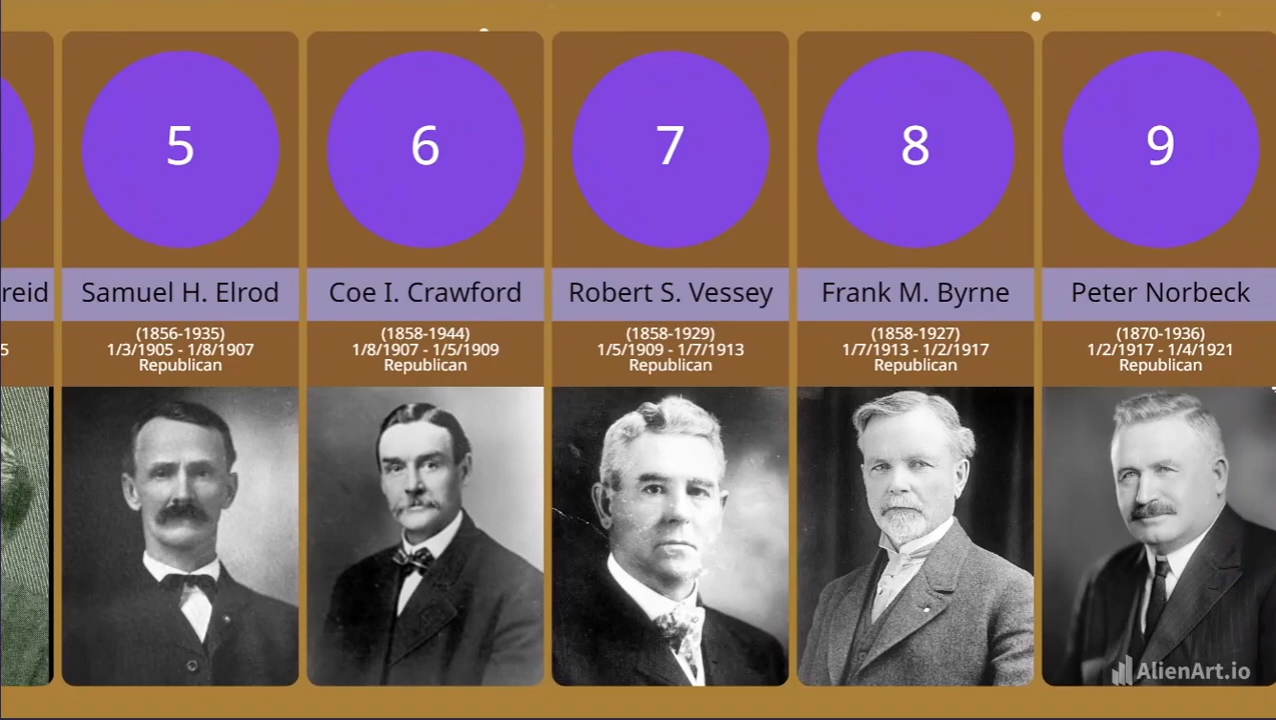 5
6
7
8
9
reid
Samuel H. Elrod
Coe I. Crawford
Robert S. Vessey
Frank M. Byrne
Peter Norbeck
5
(1856-1935)
1/3/1905 - 1/8/1907
Republican
(1858-1944)
1/8/1907 - 1/5/1909
Republican
(1858-1929)
1/5/1909 - 1/7/1913
Republican
(1858-1927)
1/7/1913 - 1/2/1917
Republican
(1870-1936)
1/2/1917 - 1/4/1921
Republican
AlienArt.io